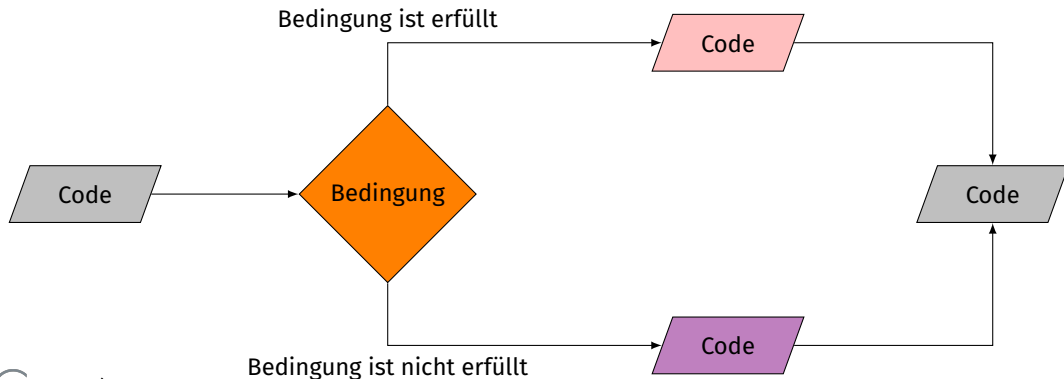 Bedingung ist erfüllt
Code
Code
Bedingung
Code
Code
Bedingung ist nicht erfüllt